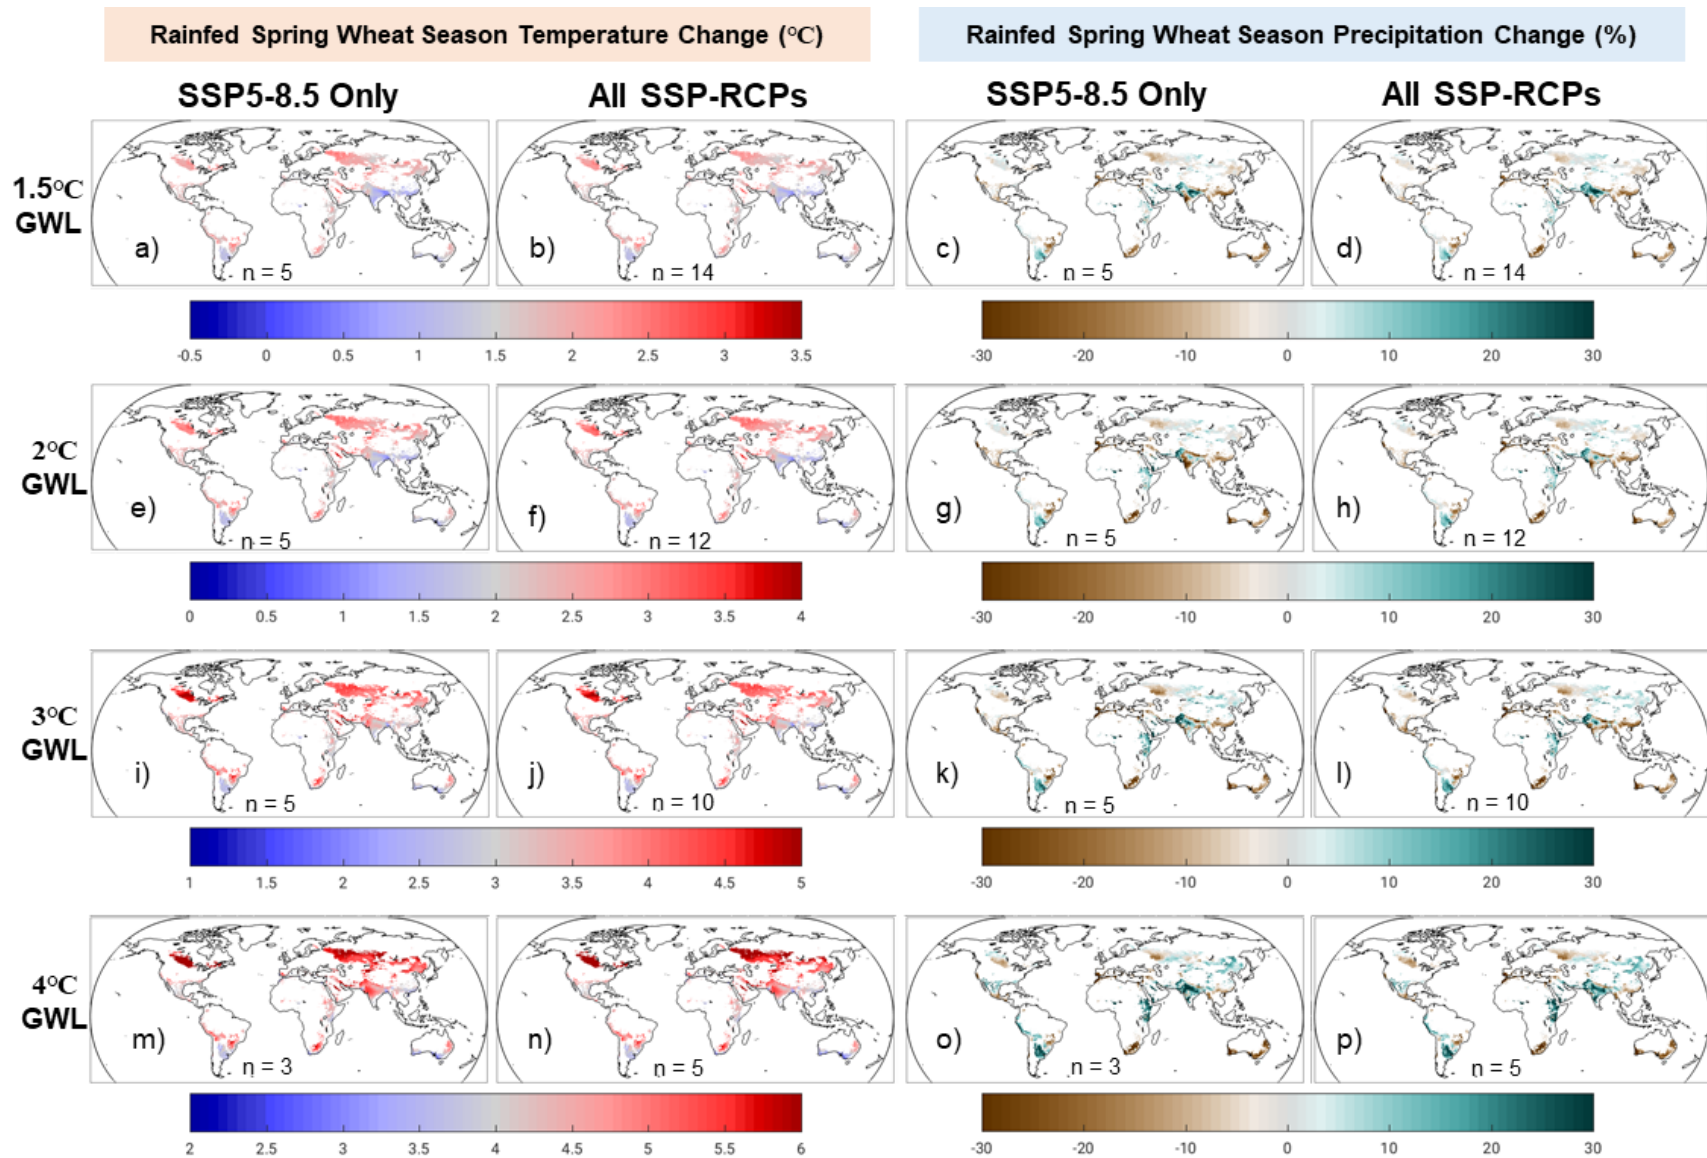 Rainfed Spring Wheat Season Temperature Change (°C)
Rainfed Spring Wheat Season Precipitation Change (%)
SSP5-8.5 Only
All SSP-RCPs
SSP5-8.5 Only
All SSP-RCPs
1.5°C
GWL
a)
n = 5
b)
n = 14
c)
n = 5
d)
n = 14
-0.5 0 0.5 1 1.5 2 2.5 3 3.5
-30 -20 -10 0 10 20 30
2°C
GWL
e)
n = 5
f)
n = 12
g)
n = 5
h)
n = 12
0 0.5 1 1.5 2 2.5 3 3.5 4
-30 -20 -10 0 10 20 30
3°C
GWL
i)
n = 5
j)
n = 10
k)
n = 5
l)
n = 10
1 1.5 2 2.5 3 3.5 4 4.5 5
-30 -20 -10 0 10 20 30
4°C
GWL
m)
n = 3
n)
n = 5
o)
n = 3
p)
n = 5
2 2.5 3 3.5 4 4.5 5 5.5 6
-30 -20 -10 0 10 20 30